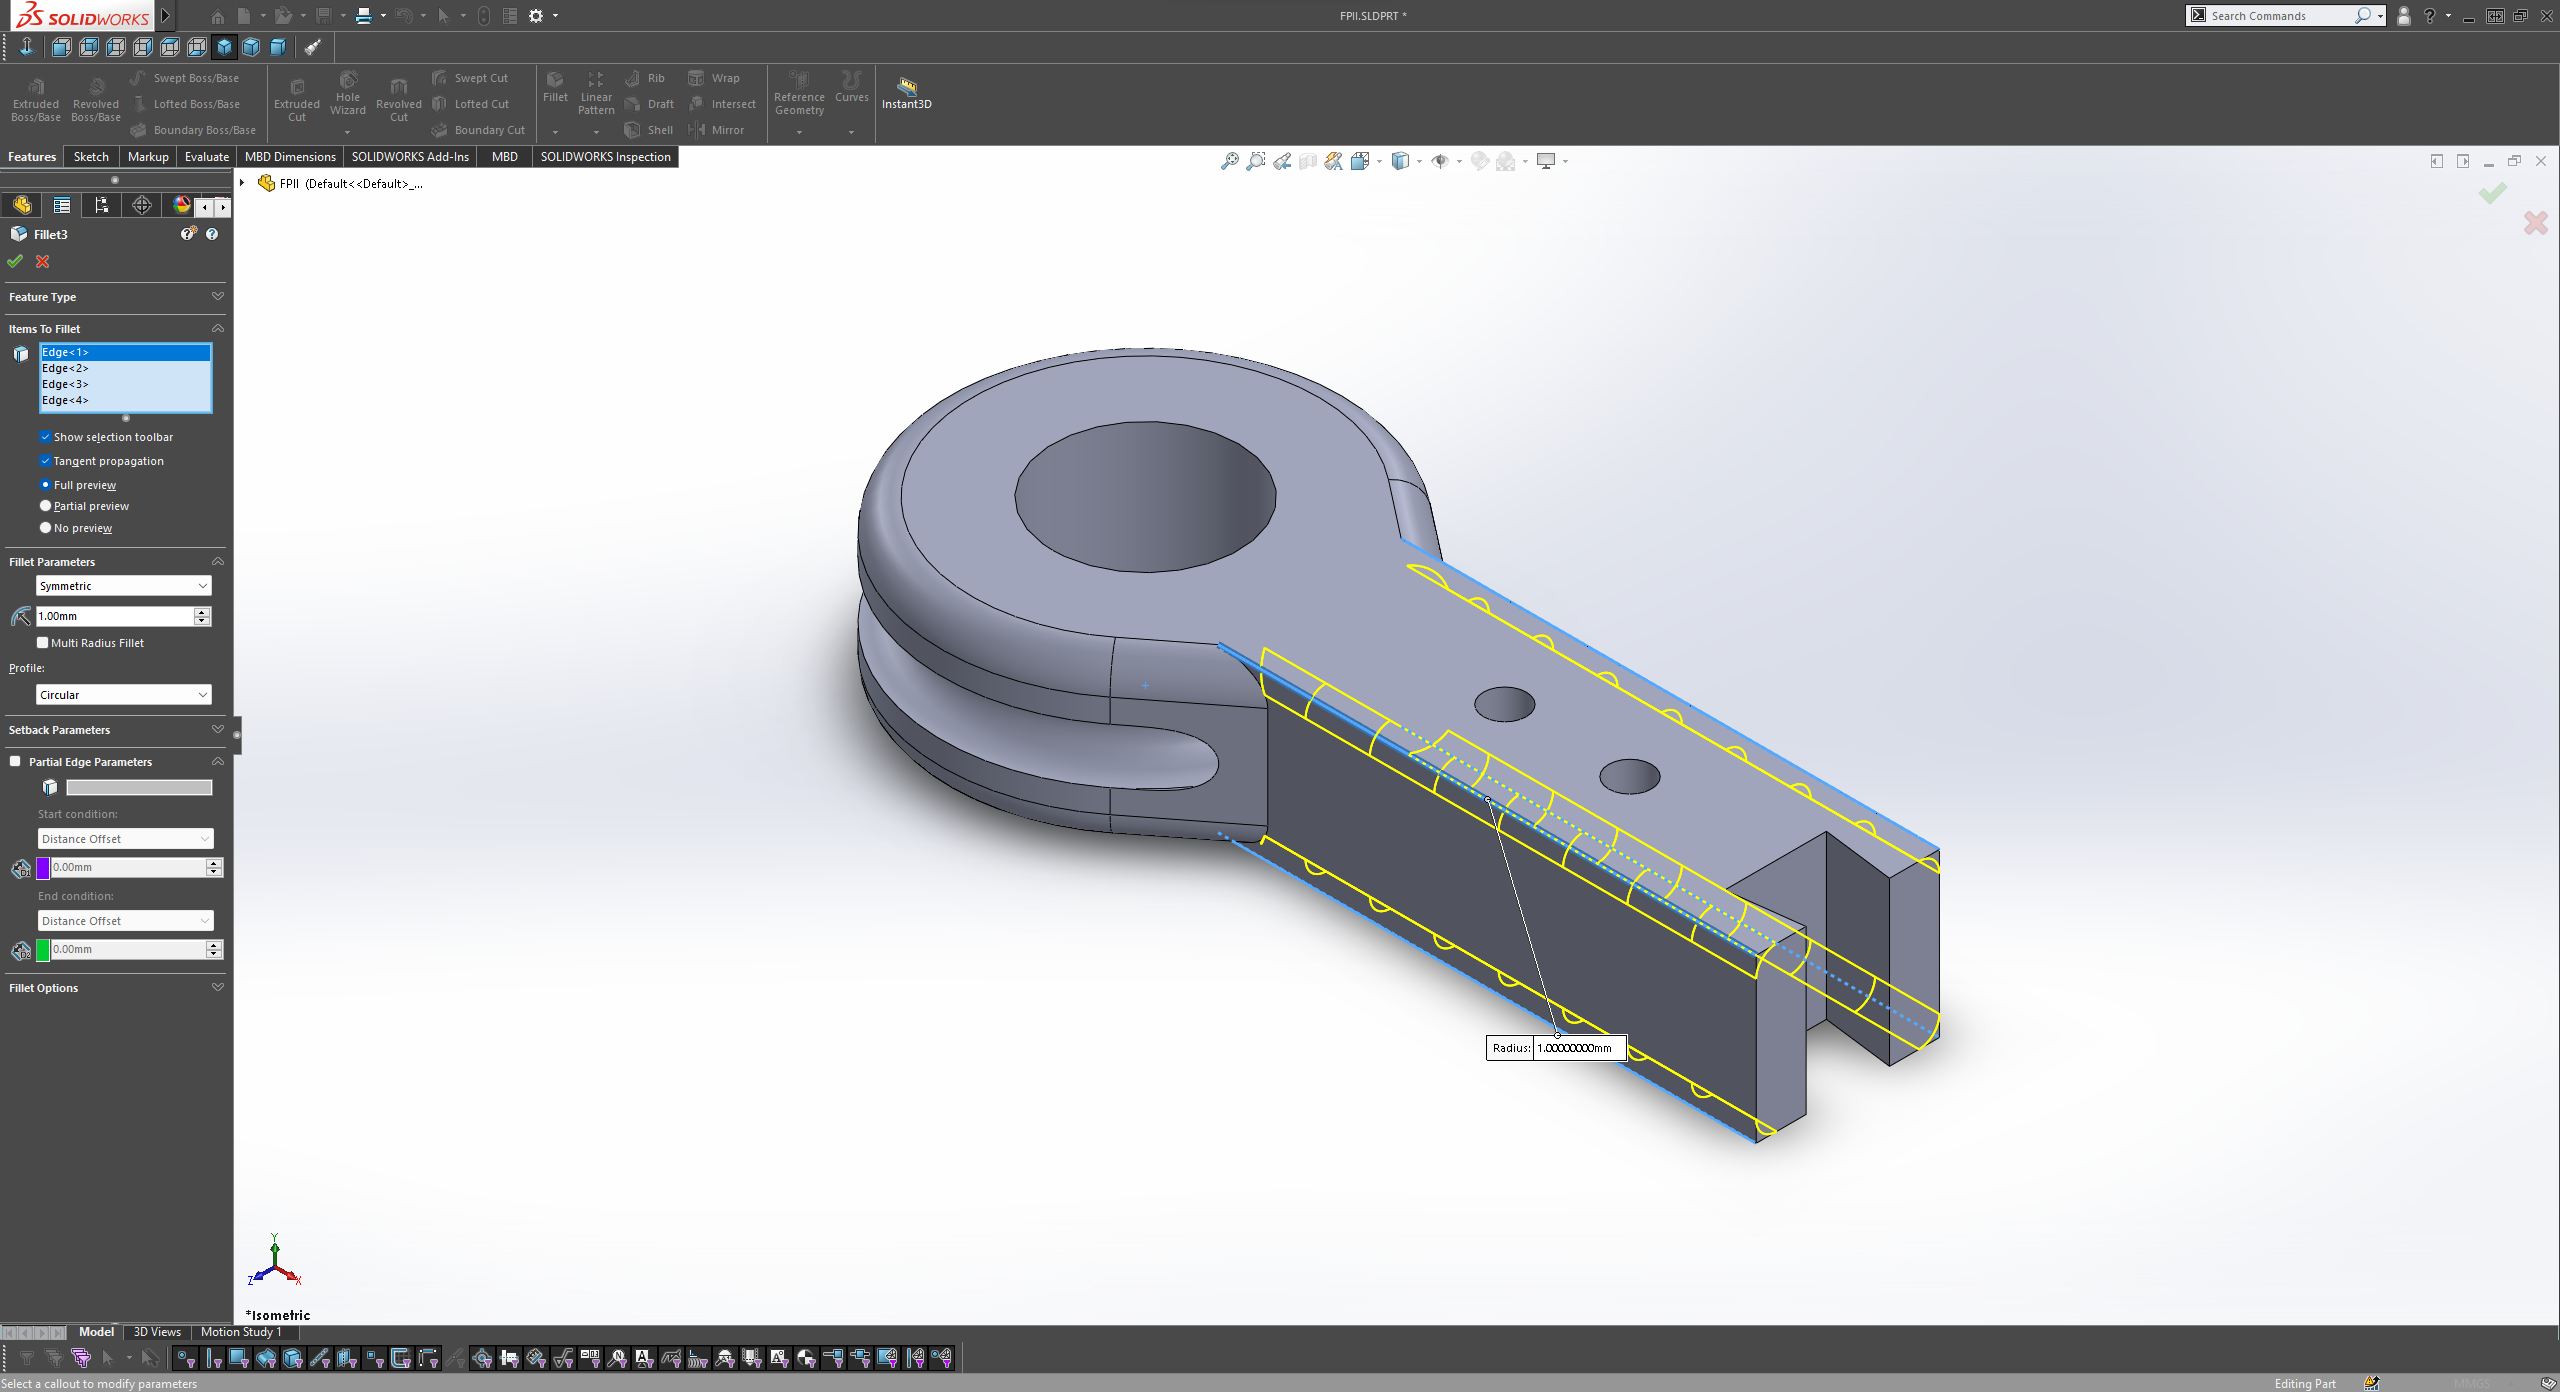 SOLIDWORKS
FPII.SLDPRT *
Search Commands
Extruded Boss/Base
Revolved Boss/Base
Swept Boss/Base
Lofted Boss/Base
Boundary Boss/Base
Extruded Cut
Hole Wizard
Revolved Cut
Swept Cut
Lofted Cut
Boundary Cut
Fillet
Linear Pattern
Rib
Draft
Shell
Wrap
Intersect
Mirror
Reference Geometry
Curves
Instant3D
Features
Sketch
Markup
Evaluate
MBD Dimensions
SOLIDWORKS Add-Ins
MBD
SOLIDWORKS Inspection
FPII (Default<<Default>_...
Fillet3
Feature Type
Items To Fillet
Edge<1>
Edge<2>
Edge<3>
Edge<4>
Show selection toolbar
Tangent propagation
Full preview
Partial preview
No preview
Fillet Parameters
Symmetric
1.00mm
Multi Radius Fillet
Profile:
Circular
Setback Parameters
Partial Edge Parameters
Start condition:
Distance Offset
0.00mm
End condition:
Distance Offset
0.00mm
Fillet Options
Radius: 1.00000000mm
Y
Z
X
*Isometric
Model
3D Views
Motion Study 1
Select a callout to modify parameters
Editing Part
MMGS